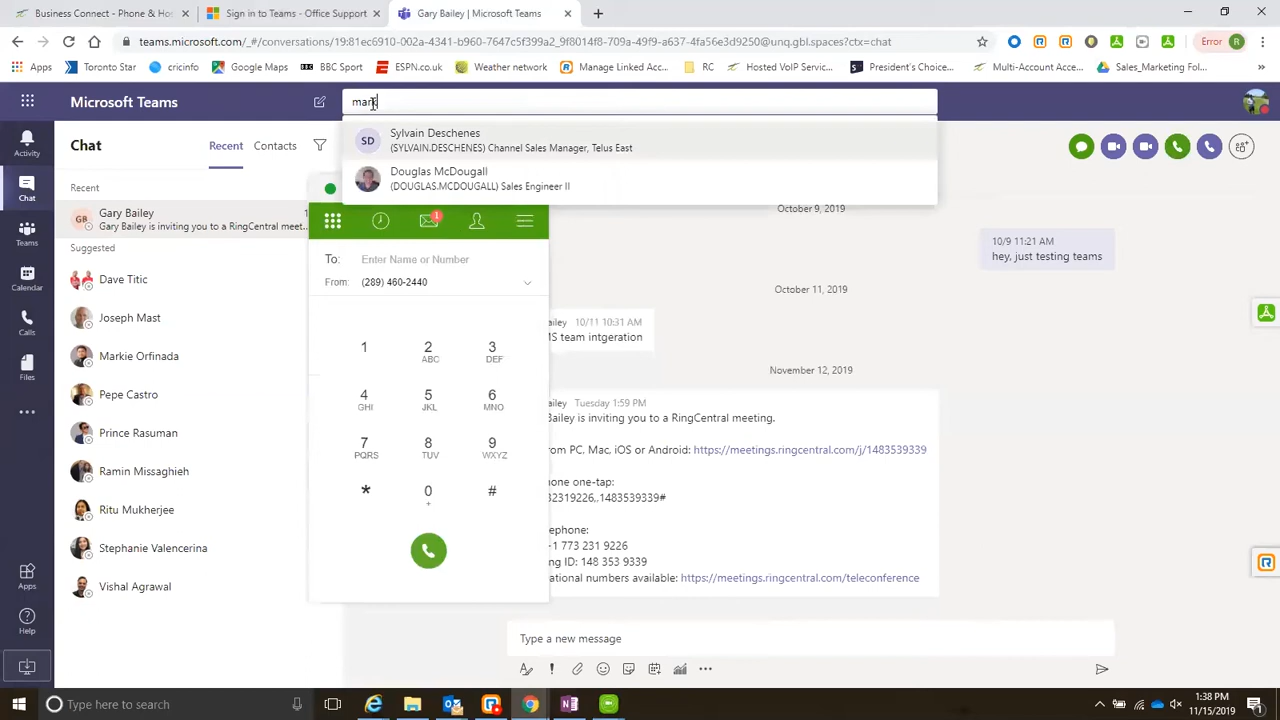 Business Connect - Phone & Ho
Sign in to Teams - Office Support
Gary Bailey | Microsoft Teams
teams.microsoft.com/_#/conversations/19:81ec6910-002a-4341-b960-7647c5f399a2_9f8014f8-709a-49f9-a637-4fa56e3d9250@unq.gbl.spaces?ctx=chat
Error
R
Apps
Toronto Star
cricinfo
Google Maps
BBC Sport
ESPN.co.uk
Weather network
Manage Linked Acc...
RC
Hosted VoIP Service...
President's Choice...
Multi-Account Acce...
Sales_Marketing Fol...
Microsoft Teams
mark
SD
Sylvain Deschenes
(SYLVAIN.DESCHENES) Channel Sales Manager, Telus East
Douglas McDougall
(DOUGLAS.MCDOUGALL) Sales Engineer II
Activity
Chat
Teams
Calendar
Calls
Files
Apps
Help
Chat
Recent
Contacts
Recent
GB
Gary Bailey
Gary Bailey is inviting you to a RingCentral meet...
Suggested
Dave Titic
Joseph Mast
Markie Orfinada
Pepe Castro
Prince Rasuman
Ramin Missaghieh
Ritu Mukherjee
Stephanie Valencerina
Vishal Agrawal
1
To:
Enter Name or Number
From:
(289) 460-2440
1
2
ABC
3
DEF
4
GHI
5
JKL
6
MNO
7
PQRS
8
TUV
9
WXYZ
*
0
+
#
October 9, 2019
10/9 11:21 AM
hey, just testing teams
October 11, 2019
ailey 10/11 10:31 AM
MS team intgeration
November 12, 2019
ailey Tuesday 1:59 PM
Bailey is inviting you to a RingCentral meeting.
rom PC, Mac, iOS or Android: https://meetings.ringcentral.com/j/1483539339
hone one-tap:
32319226,,1483539339#
ephone:
+1 773 231 9226
ng ID: 148 353 9339
national numbers available: https://meetings.ringcentral.com/teleconference
Type a new message
Type here to search
1:38 PM
11/15/2019